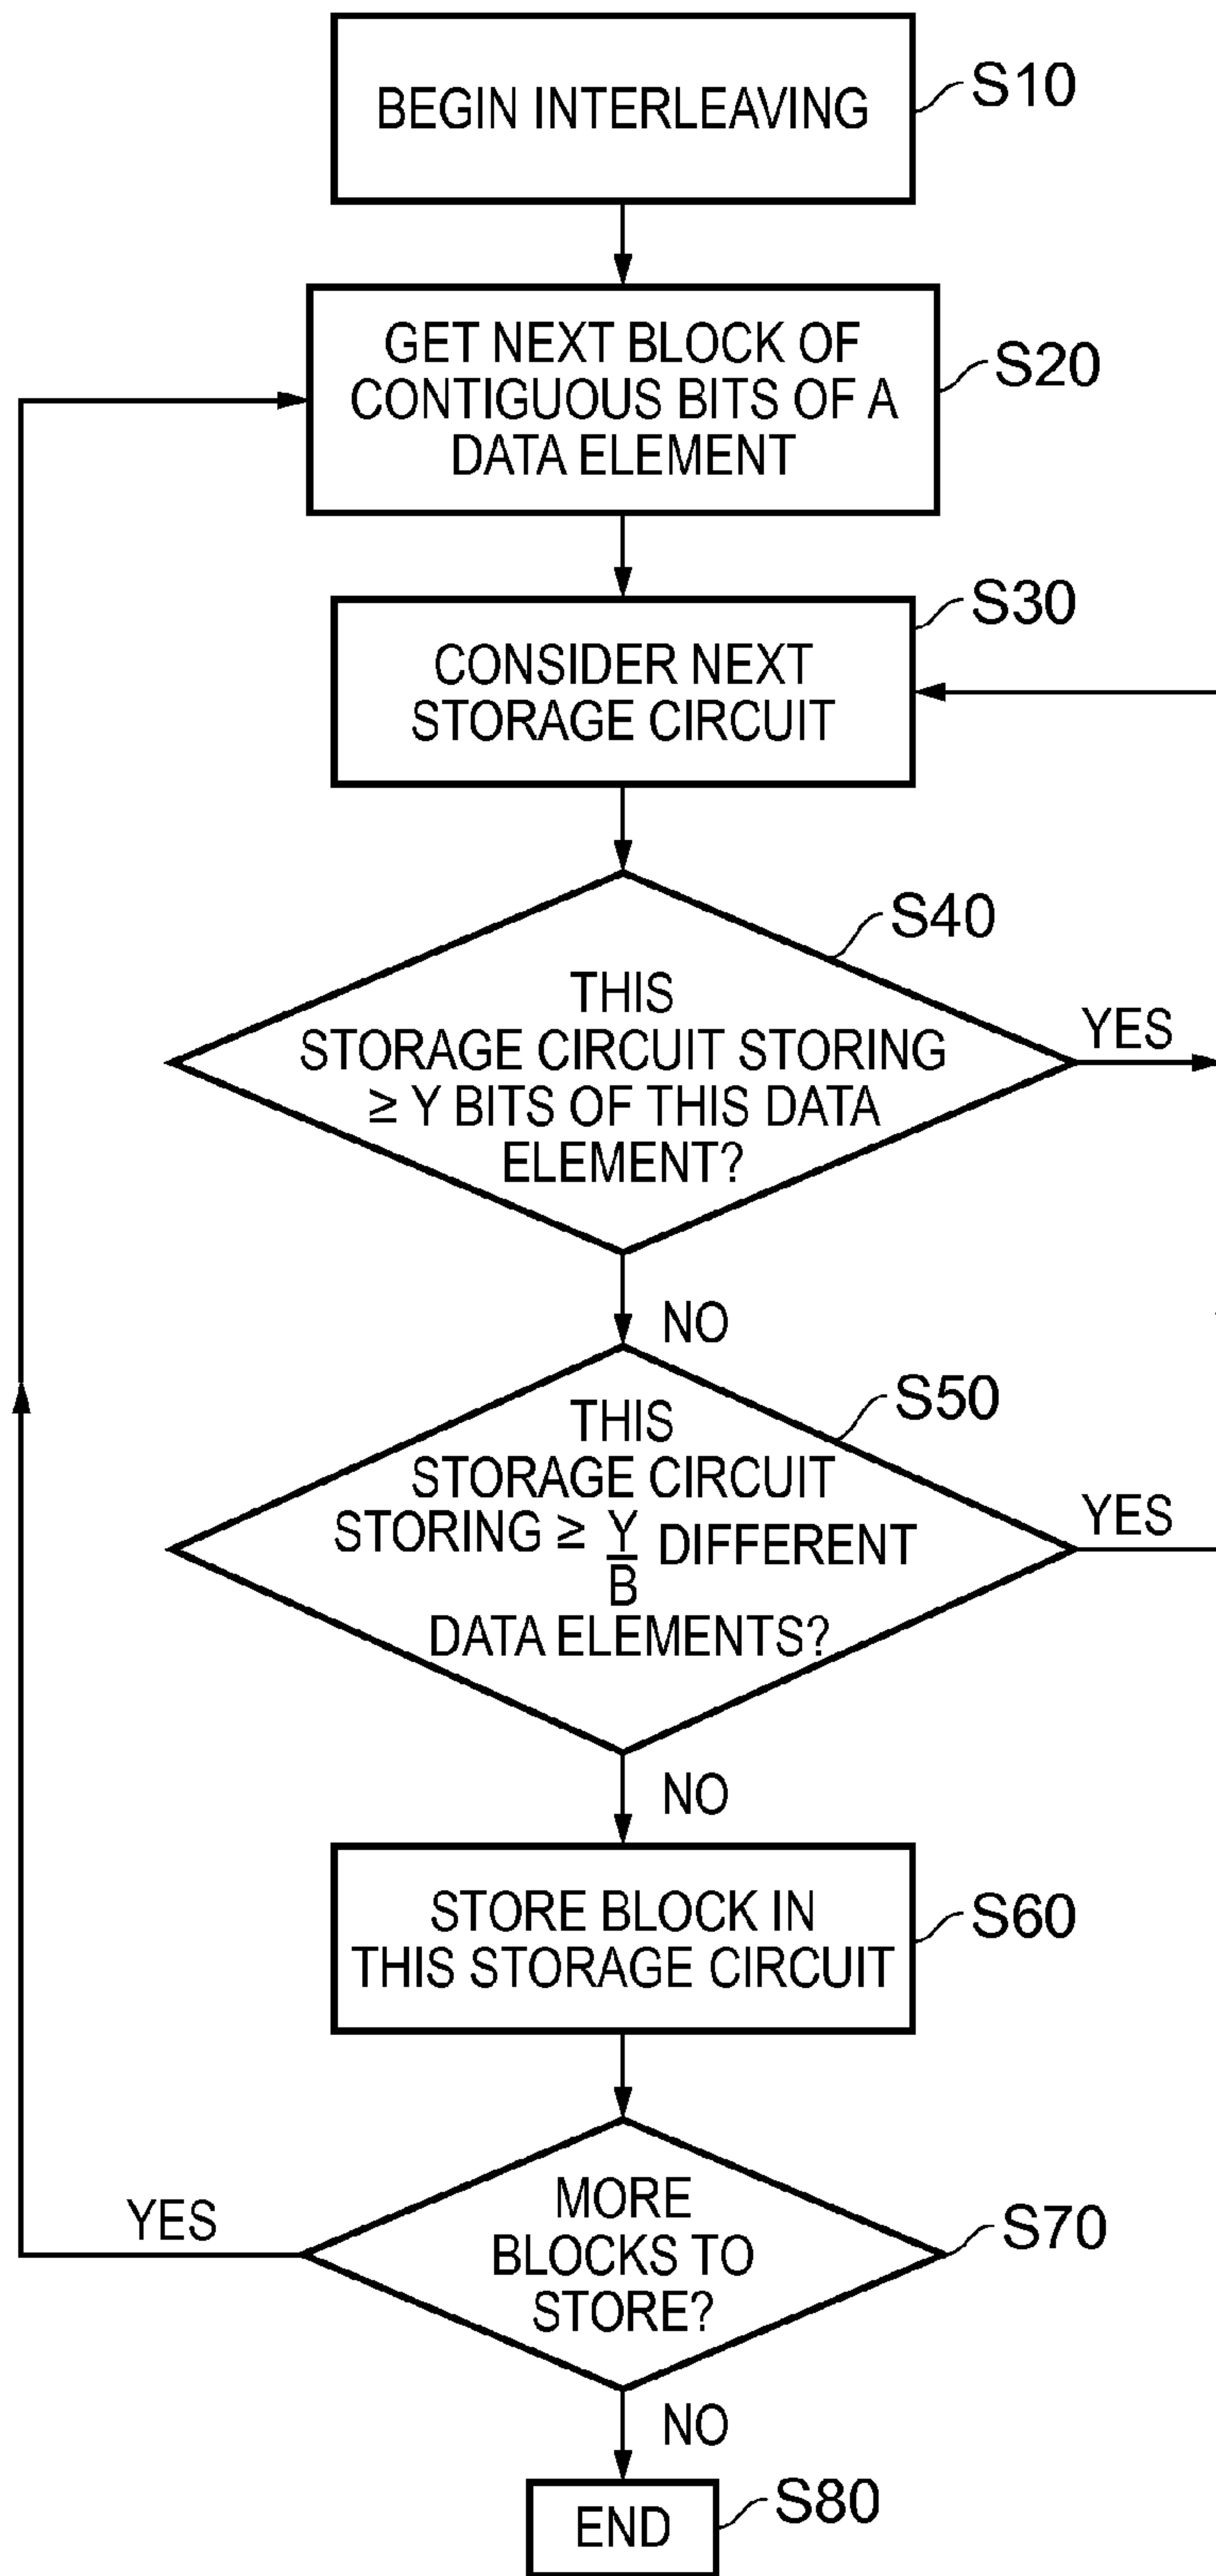 BEGIN INTERLEAVING
S10
GET NEXT BLOCK OF
CONTIGUOUS BITS OF A
DATA ELEMENT
S20
CONSIDER NEXT
STORAGE CIRCUIT
S30
THIS
STORAGE CIRCUIT STORING
≥ Y BITS OF THIS DATA
ELEMENT?
S40
YES
NO
THIS
STORAGE CIRCUIT
STORING ≥ Y/B DIFFERENT
DATA ELEMENTS?
S50
YES
NO
STORE BLOCK IN
THIS STORAGE CIRCUIT
S60
MORE
BLOCKS TO
STORE?
S70
YES
NO
END
S80